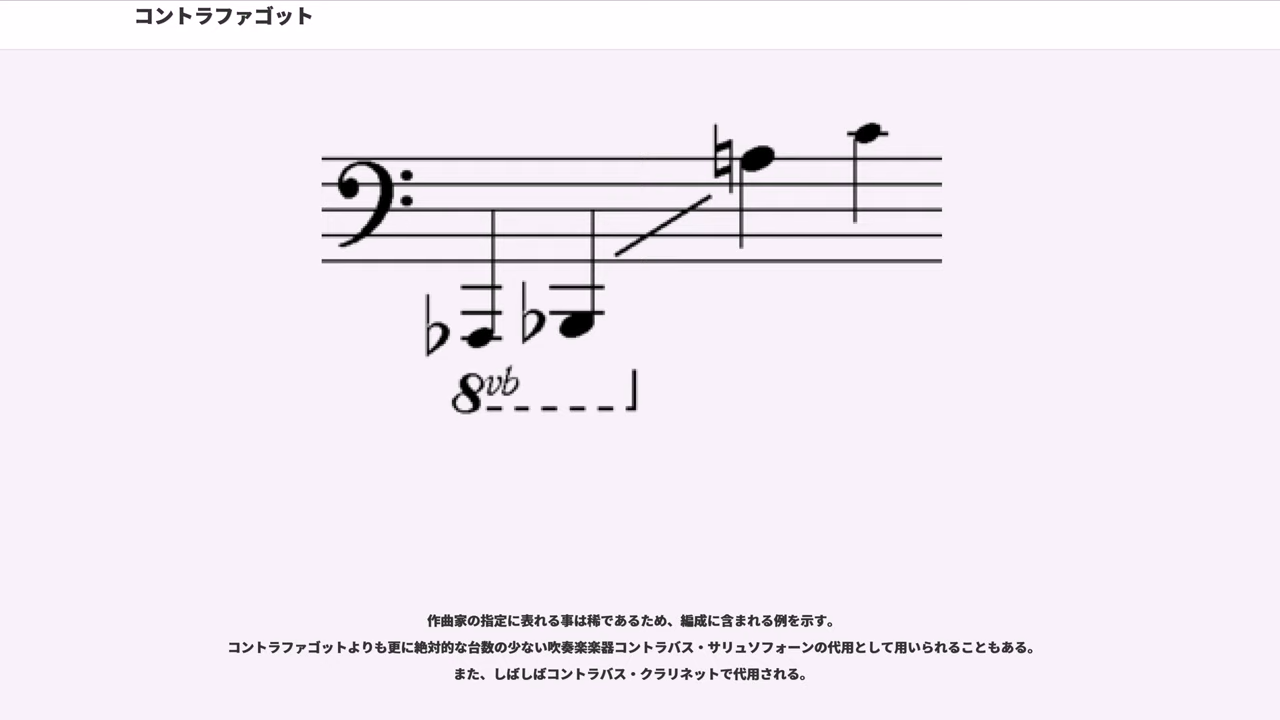 コントラファゴット
8vb
作曲家の指定に表れる事は稀であるため、編成に含まれる例を示す。
コントラファゴットよりも更に絶対的な台数の少ない吹奏楽楽器コントラバス・サリュソフォーンの代用として用いられることもある。
また、しばしばコントラバス・クラリネットで代用される。